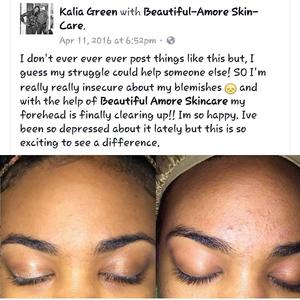 Kalia Green with Beautiful-Amore Skin-
Care.
Apr 11, 2016 at 6:52pm ·
I don't ever ever ever post things like this but, I
guess my struggle could help someone else! SO I'm
really really insecure about my blemishes 😔 and
with the help of Beautiful Amore Skincare my
forehead is finally clearing up!! Im so happy. Ive
been so depressed about it lately but this is so
exciting to see a difference.